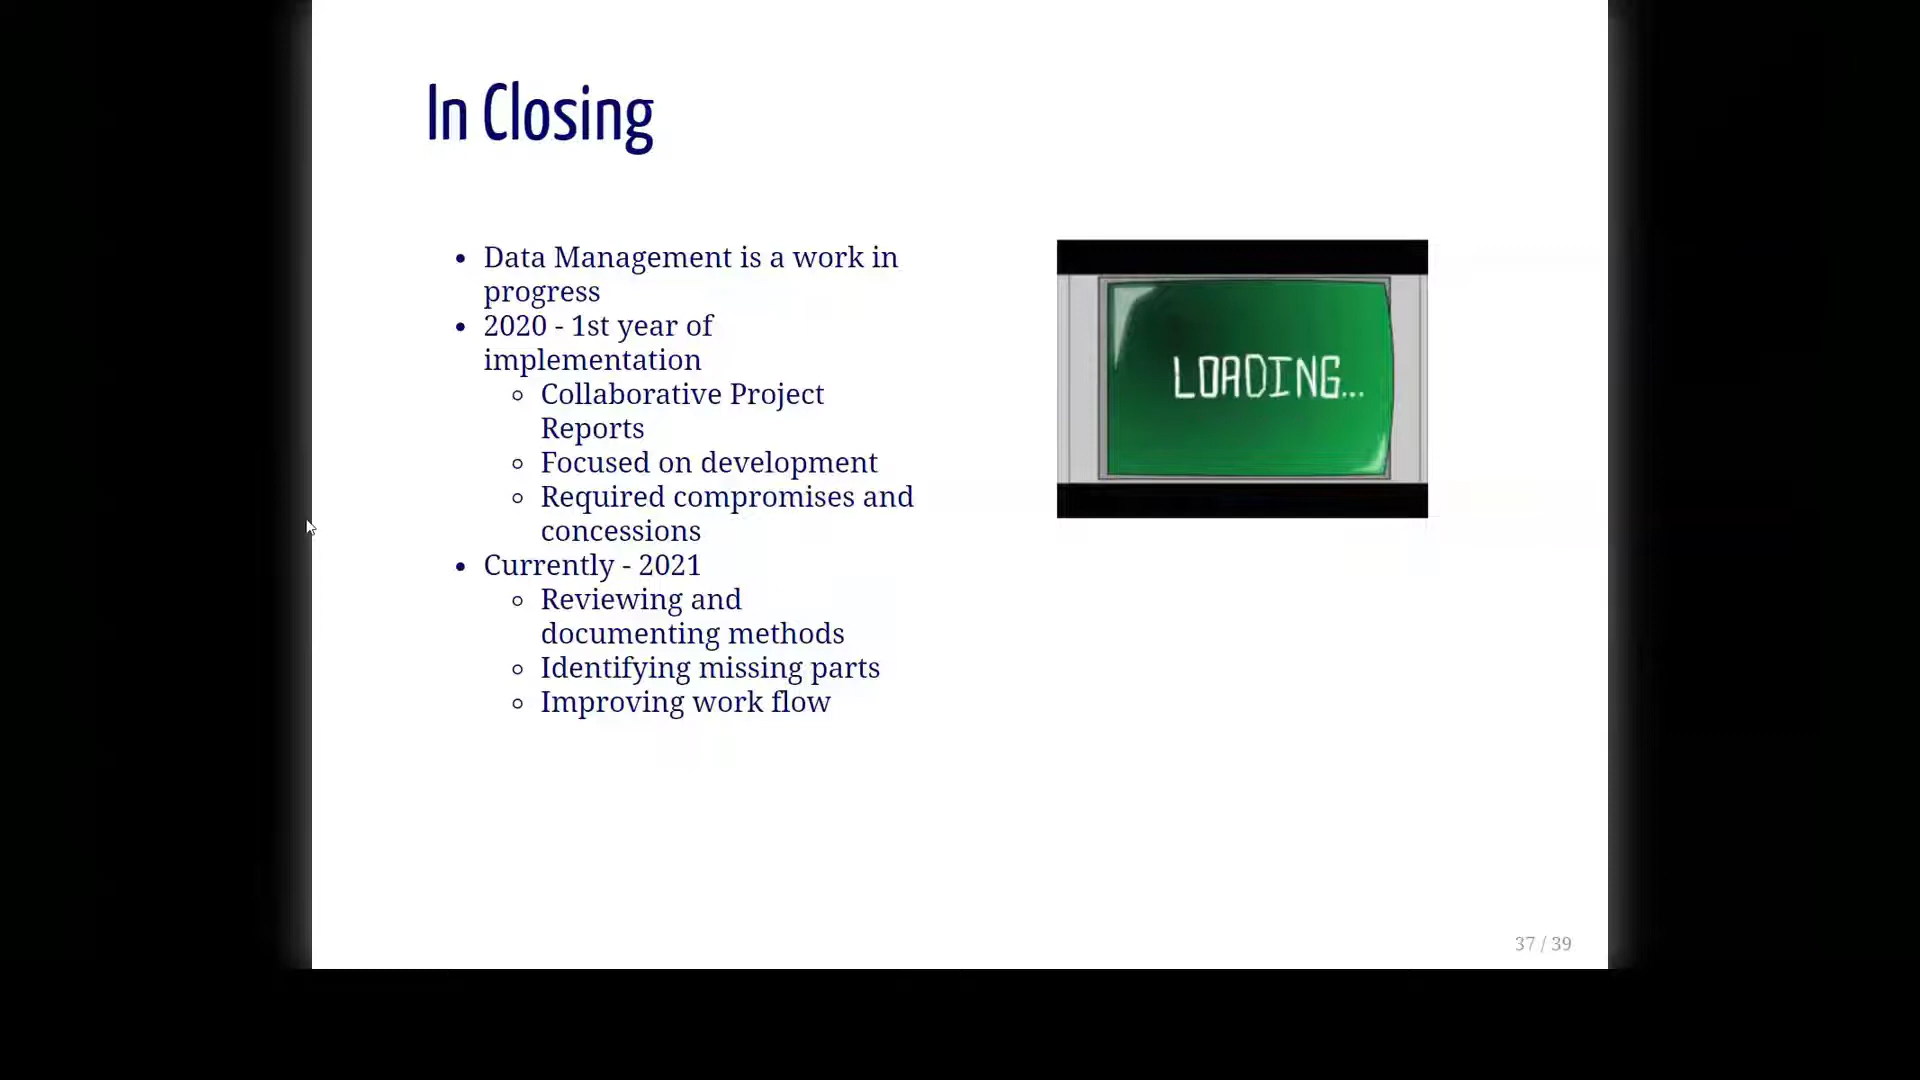 In Closing
• Data Management is a work in
progress
• 2020 - 1st year of
implementation
◦ Collaborative Project
Reports
◦ Focused on development
◦ Required compromises and
concessions
• Currently - 2021
◦ Reviewing and
documenting methods
◦ Identifying missing parts
◦ Improving work flow
LOADING...
37 / 39